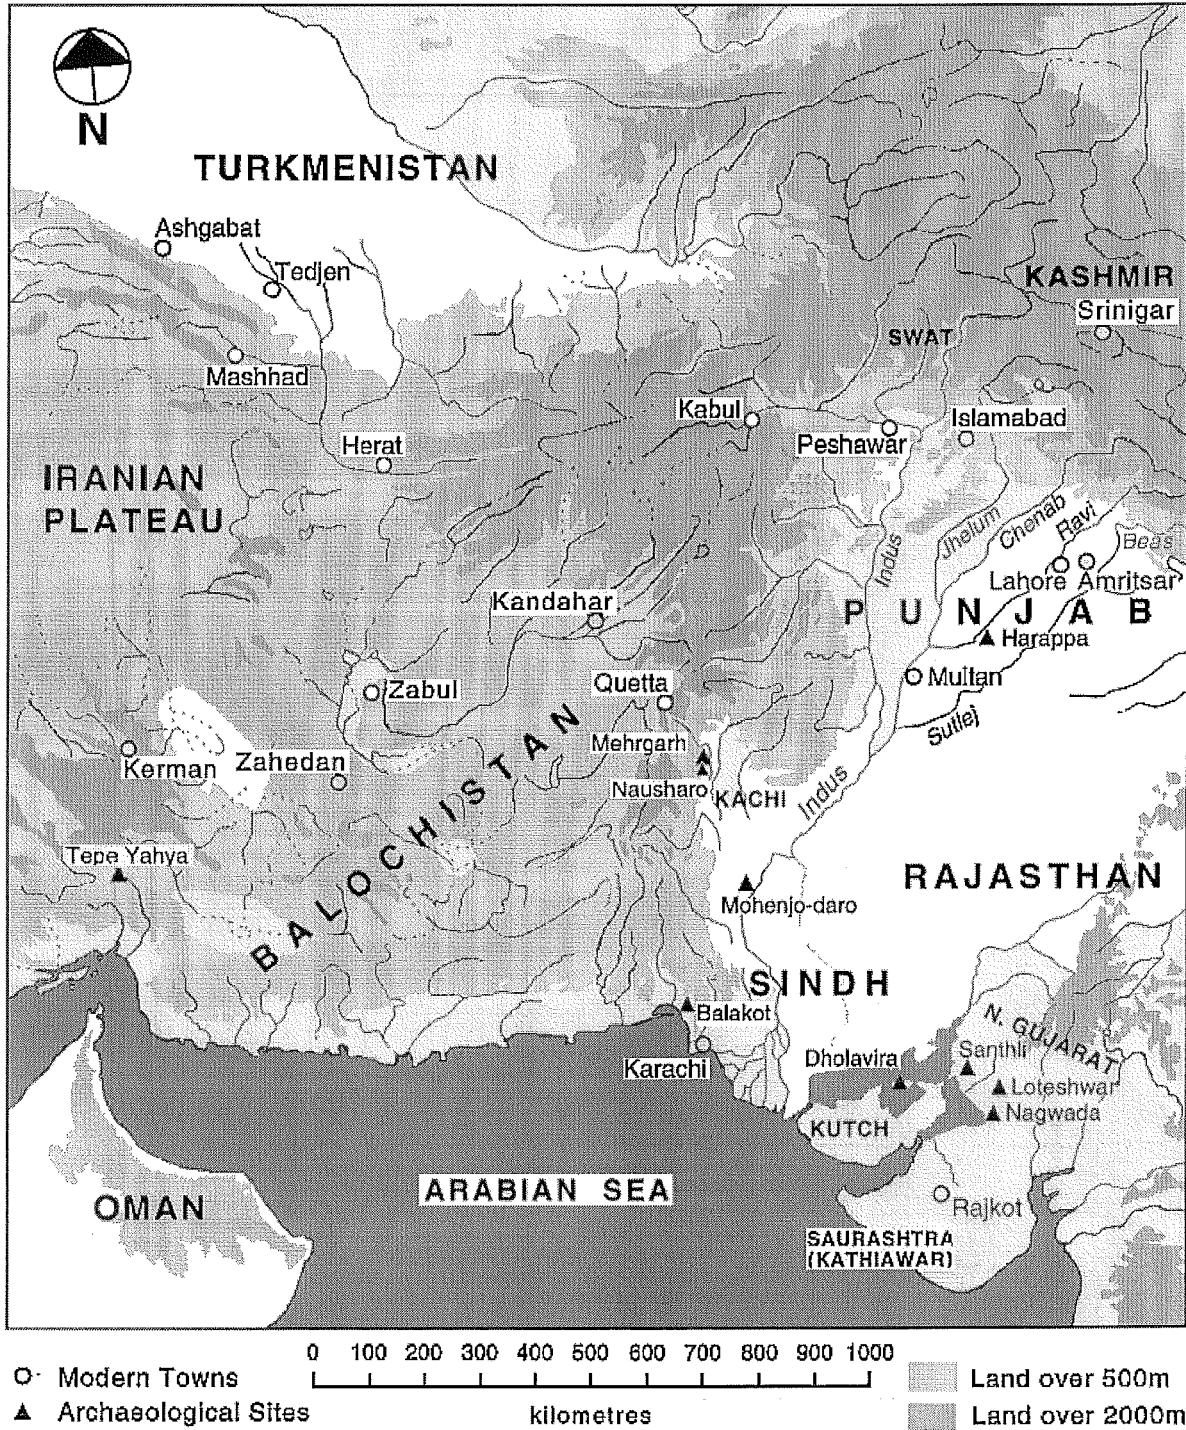 N
TURKMENISTAN
Ashgabat
Tedjen
KASHMIR
Srinigar
SWAT
Mashhad
Kabul
Islamabad
Peshawar
Herat
IRANIAN
PLATEAU
Jhelum
Chenab
Ravi
Beas
Indus
Lahore
Amritsar
Kandahar
PUNJAB
Harappa
Zabul
Quetta
Multan
Sutlej
Mehrgarh
Kerman
Zahedan
Nausharo
KACHI
Indus
BALOCHISTAN
Tepe Yahya
RAJASTHAN
Mohenjo-daro
SINDH
Balakot
N. GUJARAT
Karachi
Dholavira
Santhli
Loteshwar
Nagwada
KUTCH
ARABIAN SEA
OMAN
Rajkot
SAURASHTRA
(KATHIAWAR)
0 100 200 300 400 500 600 700 800 900 1000
kilometres
Modern Towns
Archaeological Sites
Land over 500m
Land over 2000m